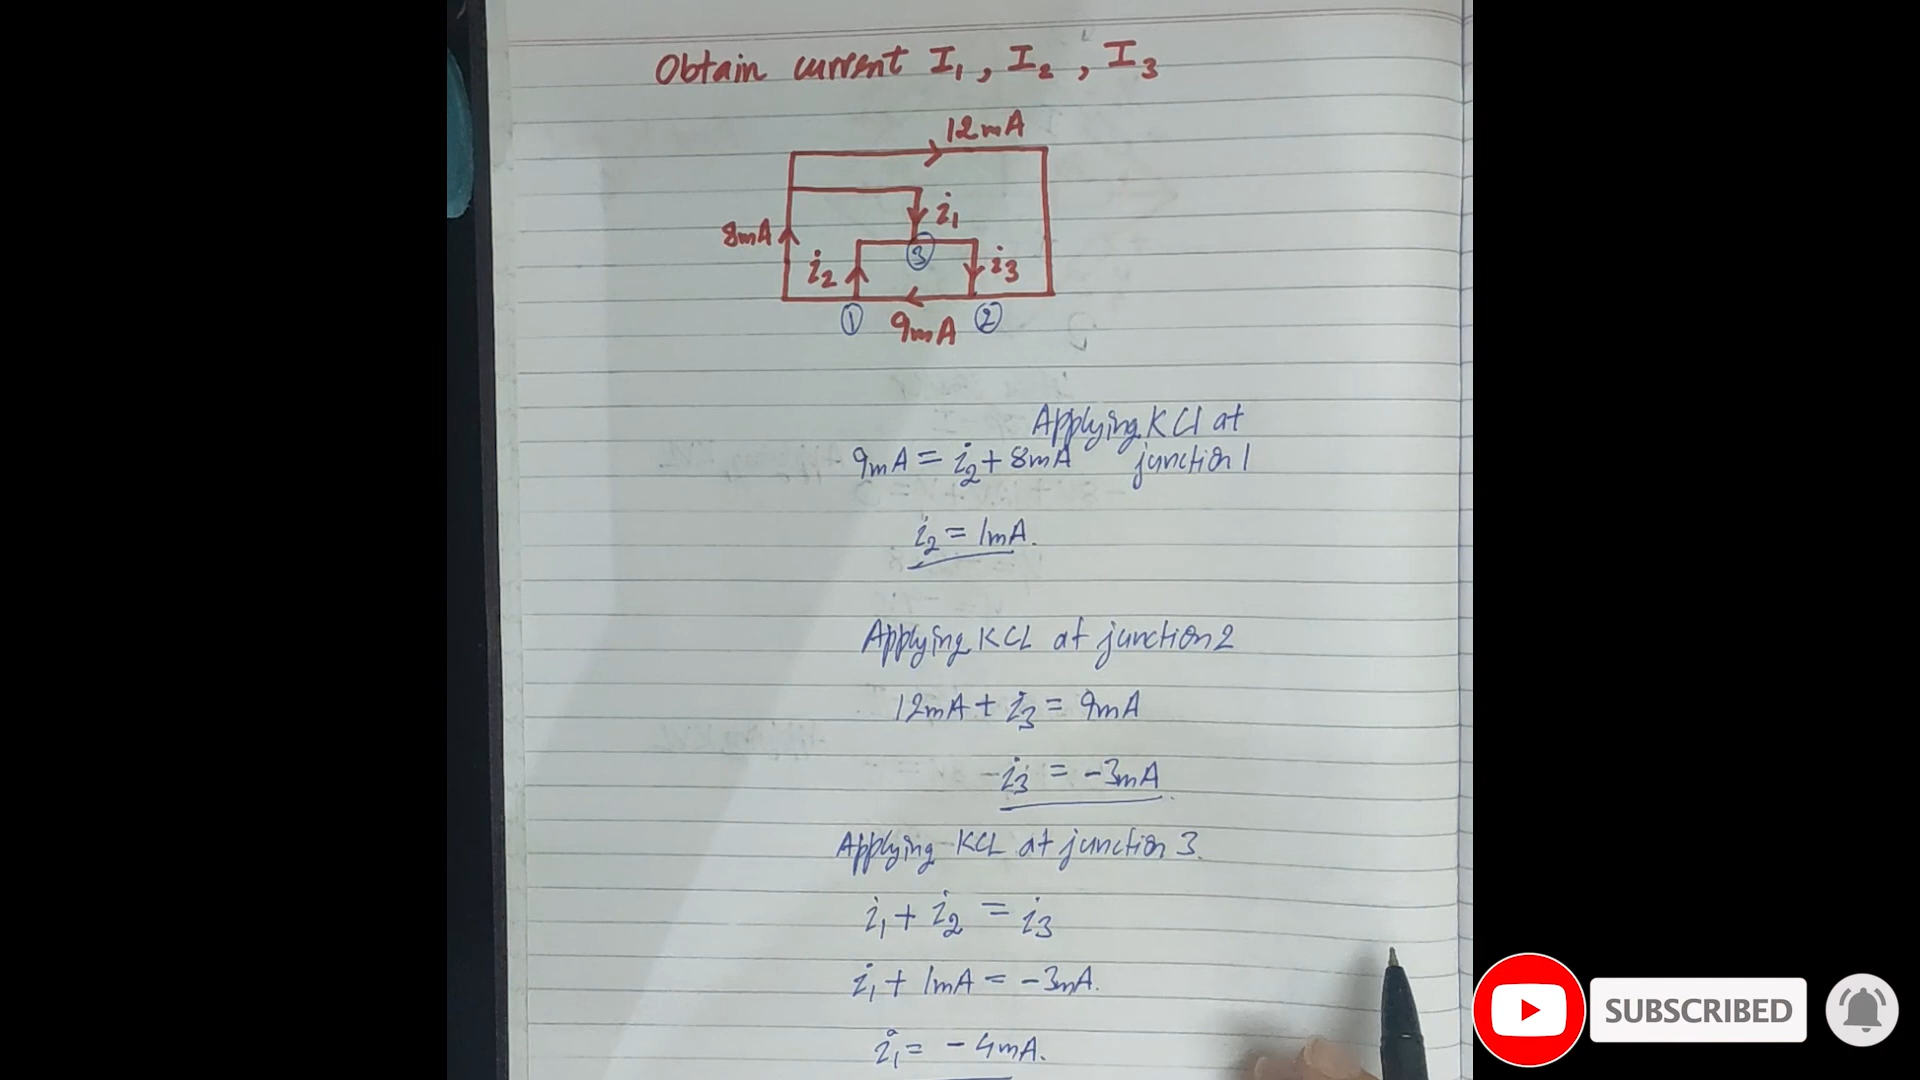 Obtain current I1, I2, I3
12mA
i1
8mA
3
i2
i3
1
9mA
2
Applying KCl at
9mA = i2 + 8mA junction 1
i2 = 1mA.
Applying KCL at junction 2
12mA + i3 = 9mA
i3 = -3mA
Applying KCL at junction 3.
i1 + i2 = i3
i1 + 1mA = -3mA.
i1 = -4mA.
SUBSCRIBED